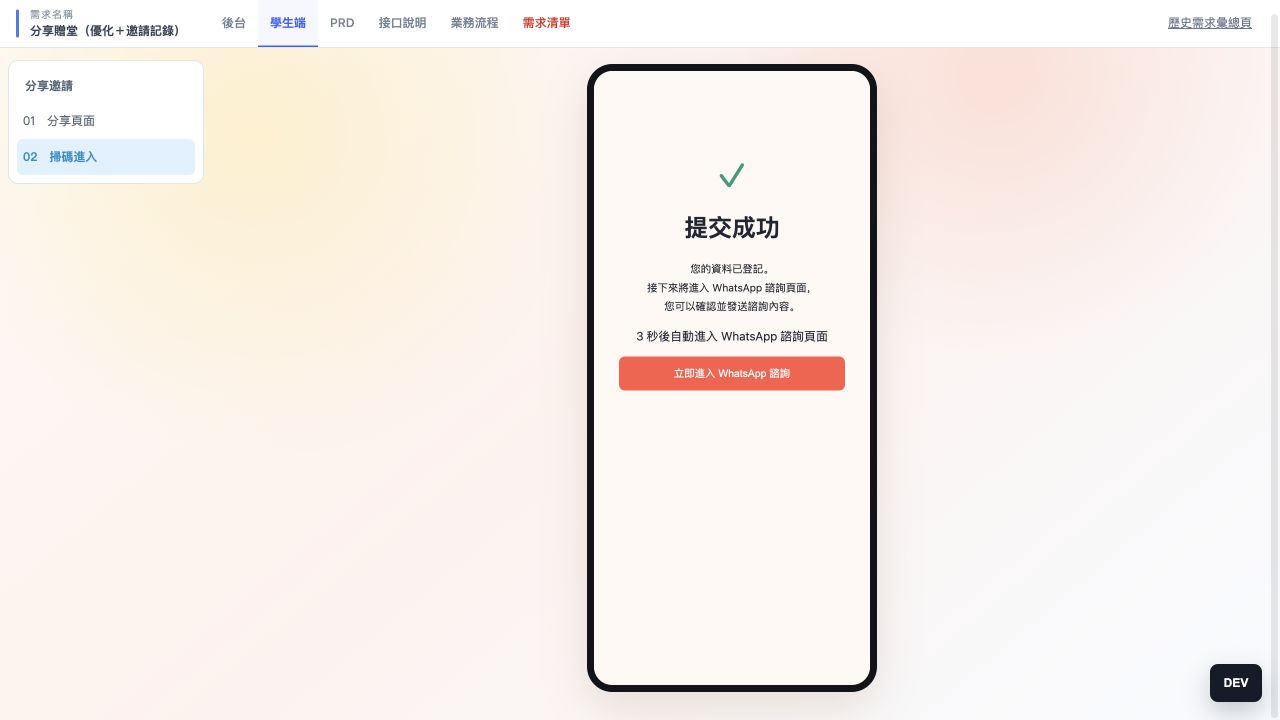 需求名稱
分享贈堂（優化＋邀請記錄）
後台
學生端
PRD
接口說明
業務流程
需求清單
歷史需求彙總頁
分享邀請
01 分享頁面
02 掃碼進入
提交成功
您的資料已登記。
接下來將進入 WhatsApp 諮詢頁面，
您可以確認並發送諮詢內容。
3 秒後自動進入 WhatsApp 諮詢頁面
立即進入 WhatsApp 諮詢
DEV